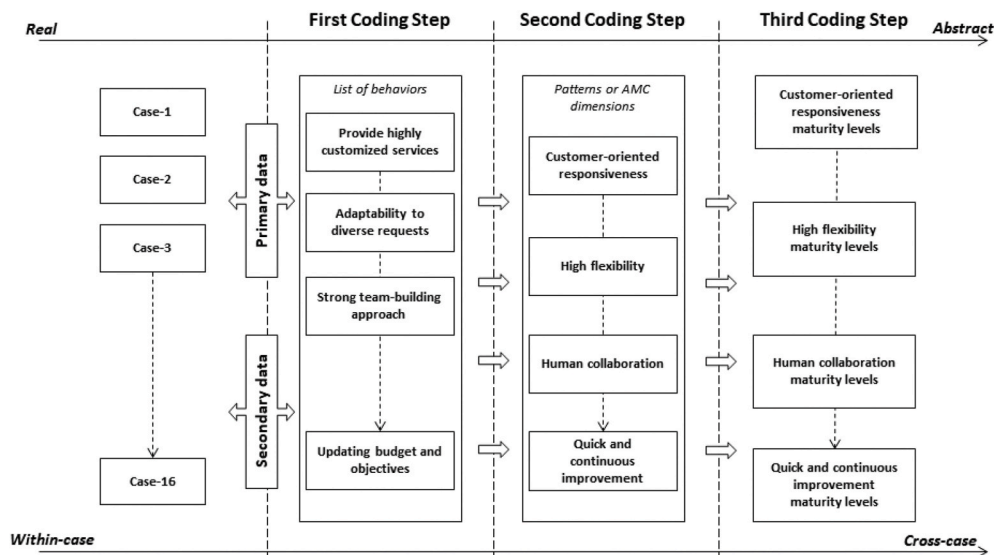 Real
First Coding Step
Second Coding Step
Third Coding Step
Abstract
Case-1
Case-2
Case-3
Case-16
Primary data
Secondary data
List of behaviors
Provide highly
customized services
Adaptability to
diverse requests
Strong team-building
approach
Updating budget and
objectives
Patterns or AMC
dimensions
Customer-oriented
responsiveness
High flexibility
Human collaboration
Quick and
continuous
improvement
Customer-oriented
responsiveness
maturity levels
High flexibility
maturity levels
Human collaboration
maturity levels
Quick and continuous
improvement
maturity levels
Within-case
Cross-case